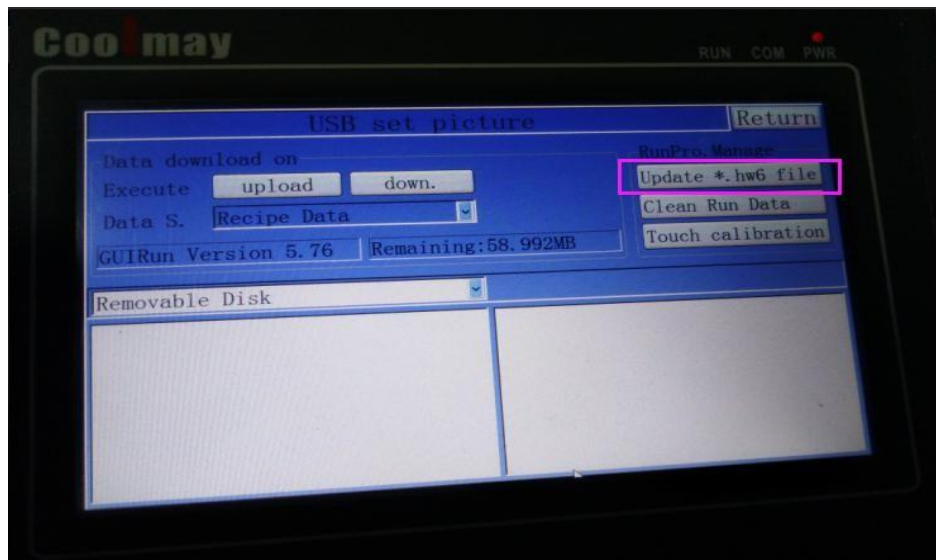 Coolmay
RUN COM PWR
USB set picture
Return
Data download on
RunPro.Manage
Execute upload down.
Update *.hw6 file
Data S. Recipe Data
Clean Run Data
GUIRun Version 5.76 Remaining:58.992MB
Touch calibration
Removable Disk